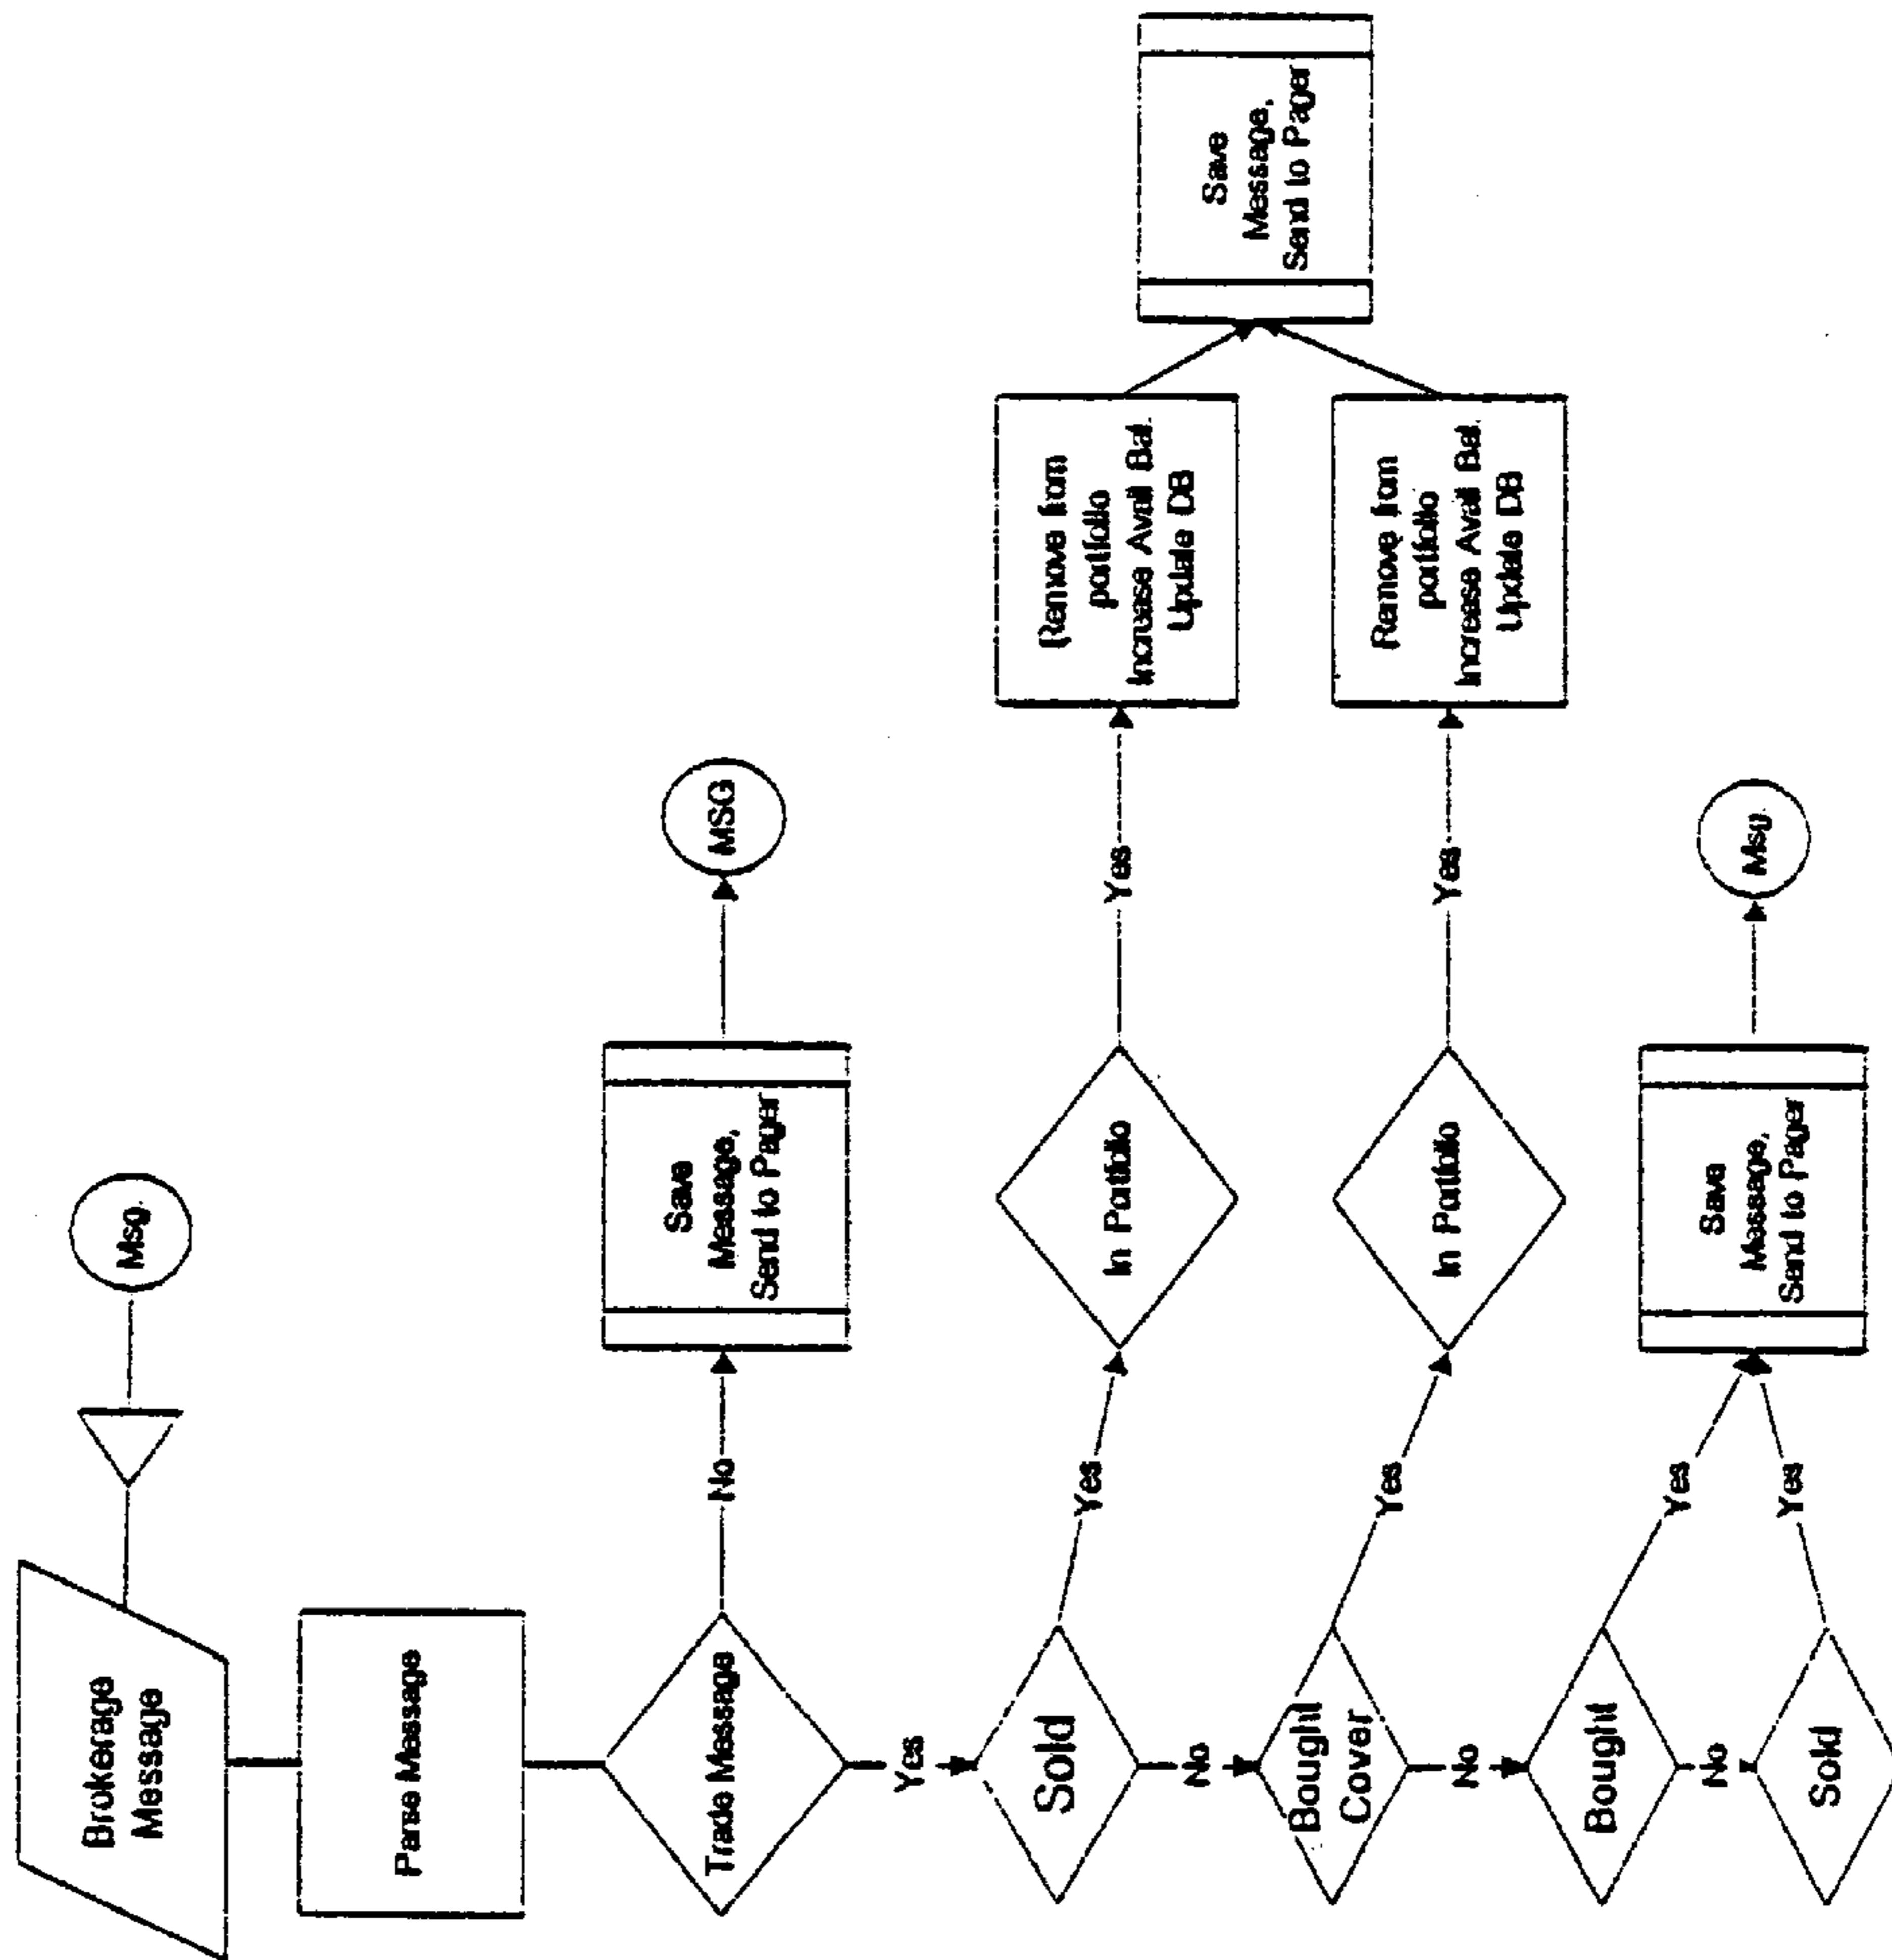 Msg
Brokerage
Message
Parse Message
Trade Message
No
Save
Message,
Send to Pager
MSG
Yes
Sold
Yes
In Portfolio
Yes
Remove from
portfolio
Increase Avail Bal.
Update DB
Save
Message,
Send to Pager
No
Bought
Cover
Yes
In Portfolio
Yes
Remove from
portfolio
Increase Avail Bal.
Update DB
No
Bought
Yes
Save
Message,
Send to Pager
Msg
No
Sold
Yes